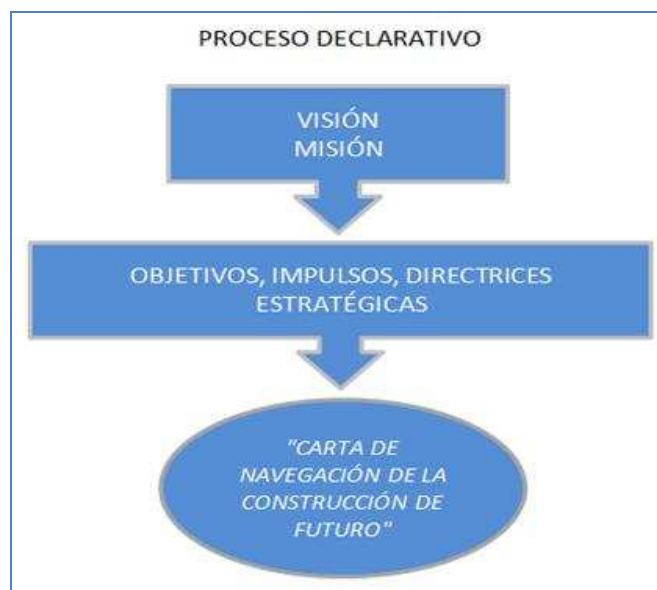 PROCESO DECLARATIVO
VISIÓN
MISIÓN
OBJETIVOS, IMPULSOS, DIRECTRICES
ESTRATÉGICAS
"CARTA DE
NAVEGACIÓN DE LA
CONSTRUCCIÓN DE
FUTURO"